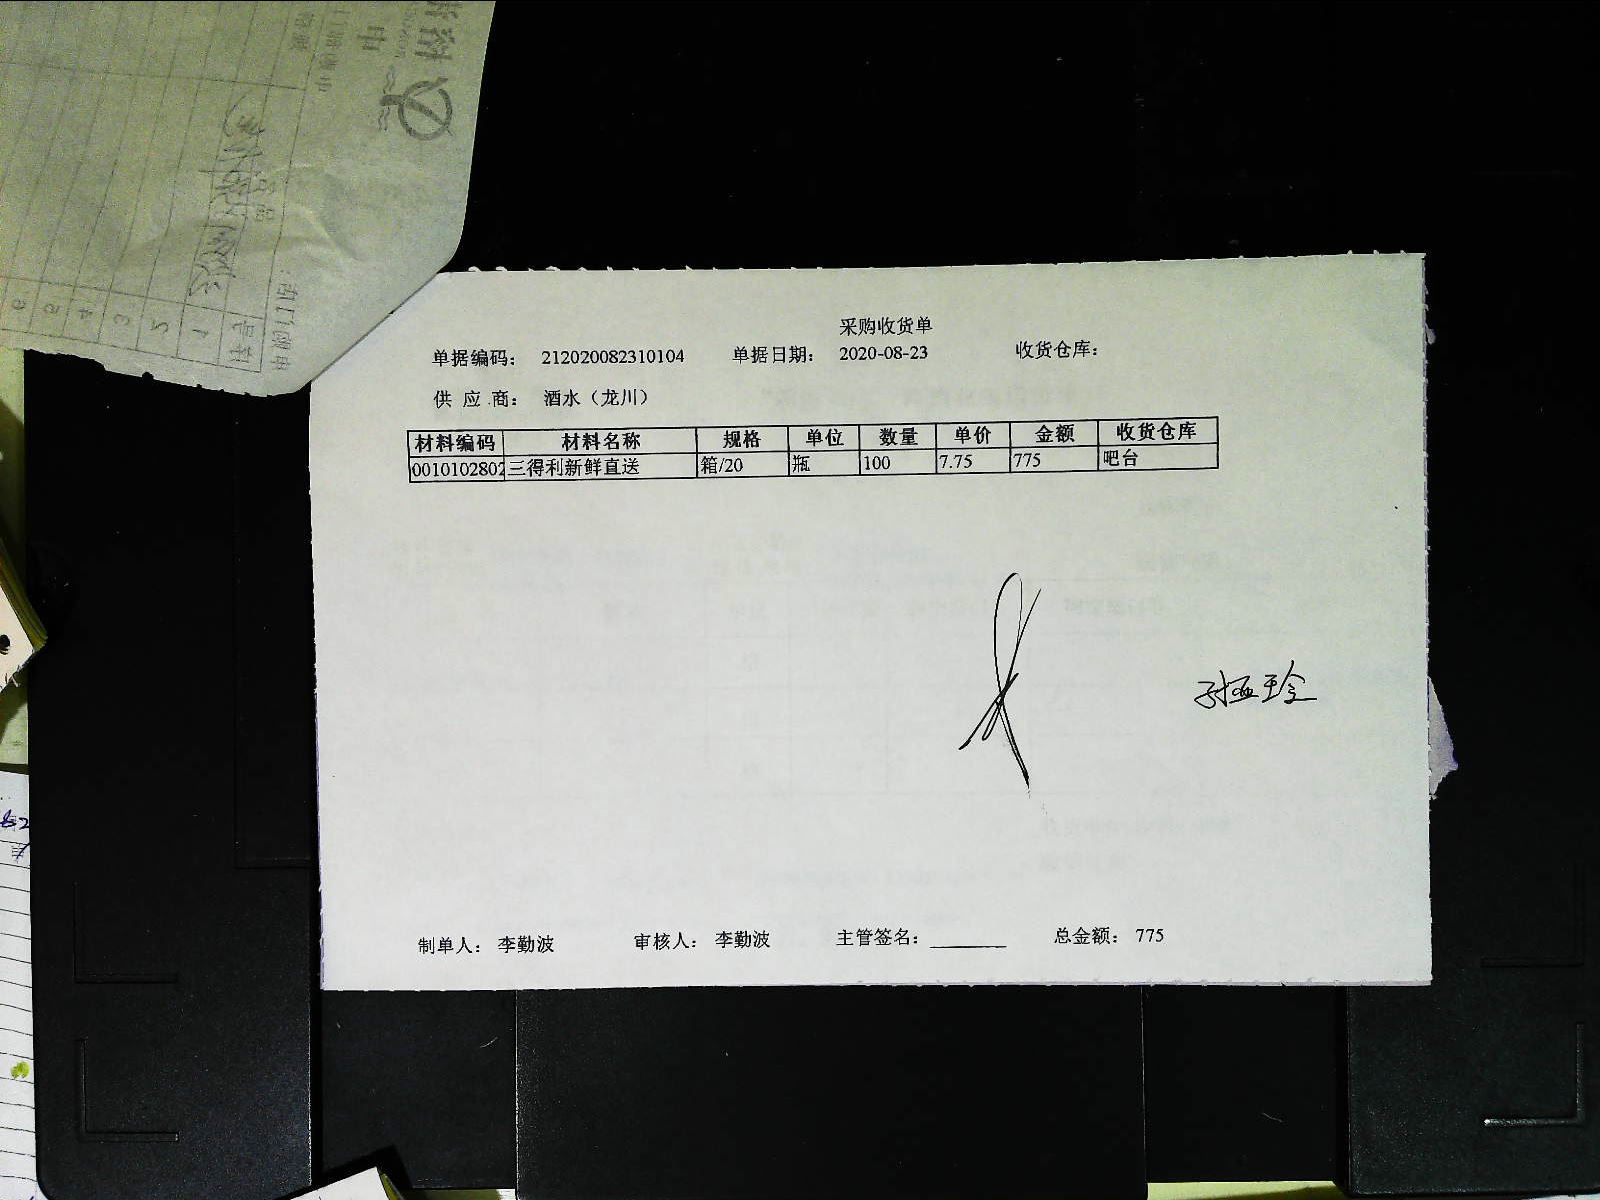 采购收货单
单据编码： 212020082310104 单据日期： 2020-08-23 收货仓库：
供 应 商： 酒水（龙川）
材料编码 材料名称 规格 单位 数量 单价 金额 收货仓库
0010102802 三得利新鲜直送 箱/20 瓶 100 7.75 775 吧台
制单人： 李勤波 审核人： 李勤波 主管签名： 总金额： 775